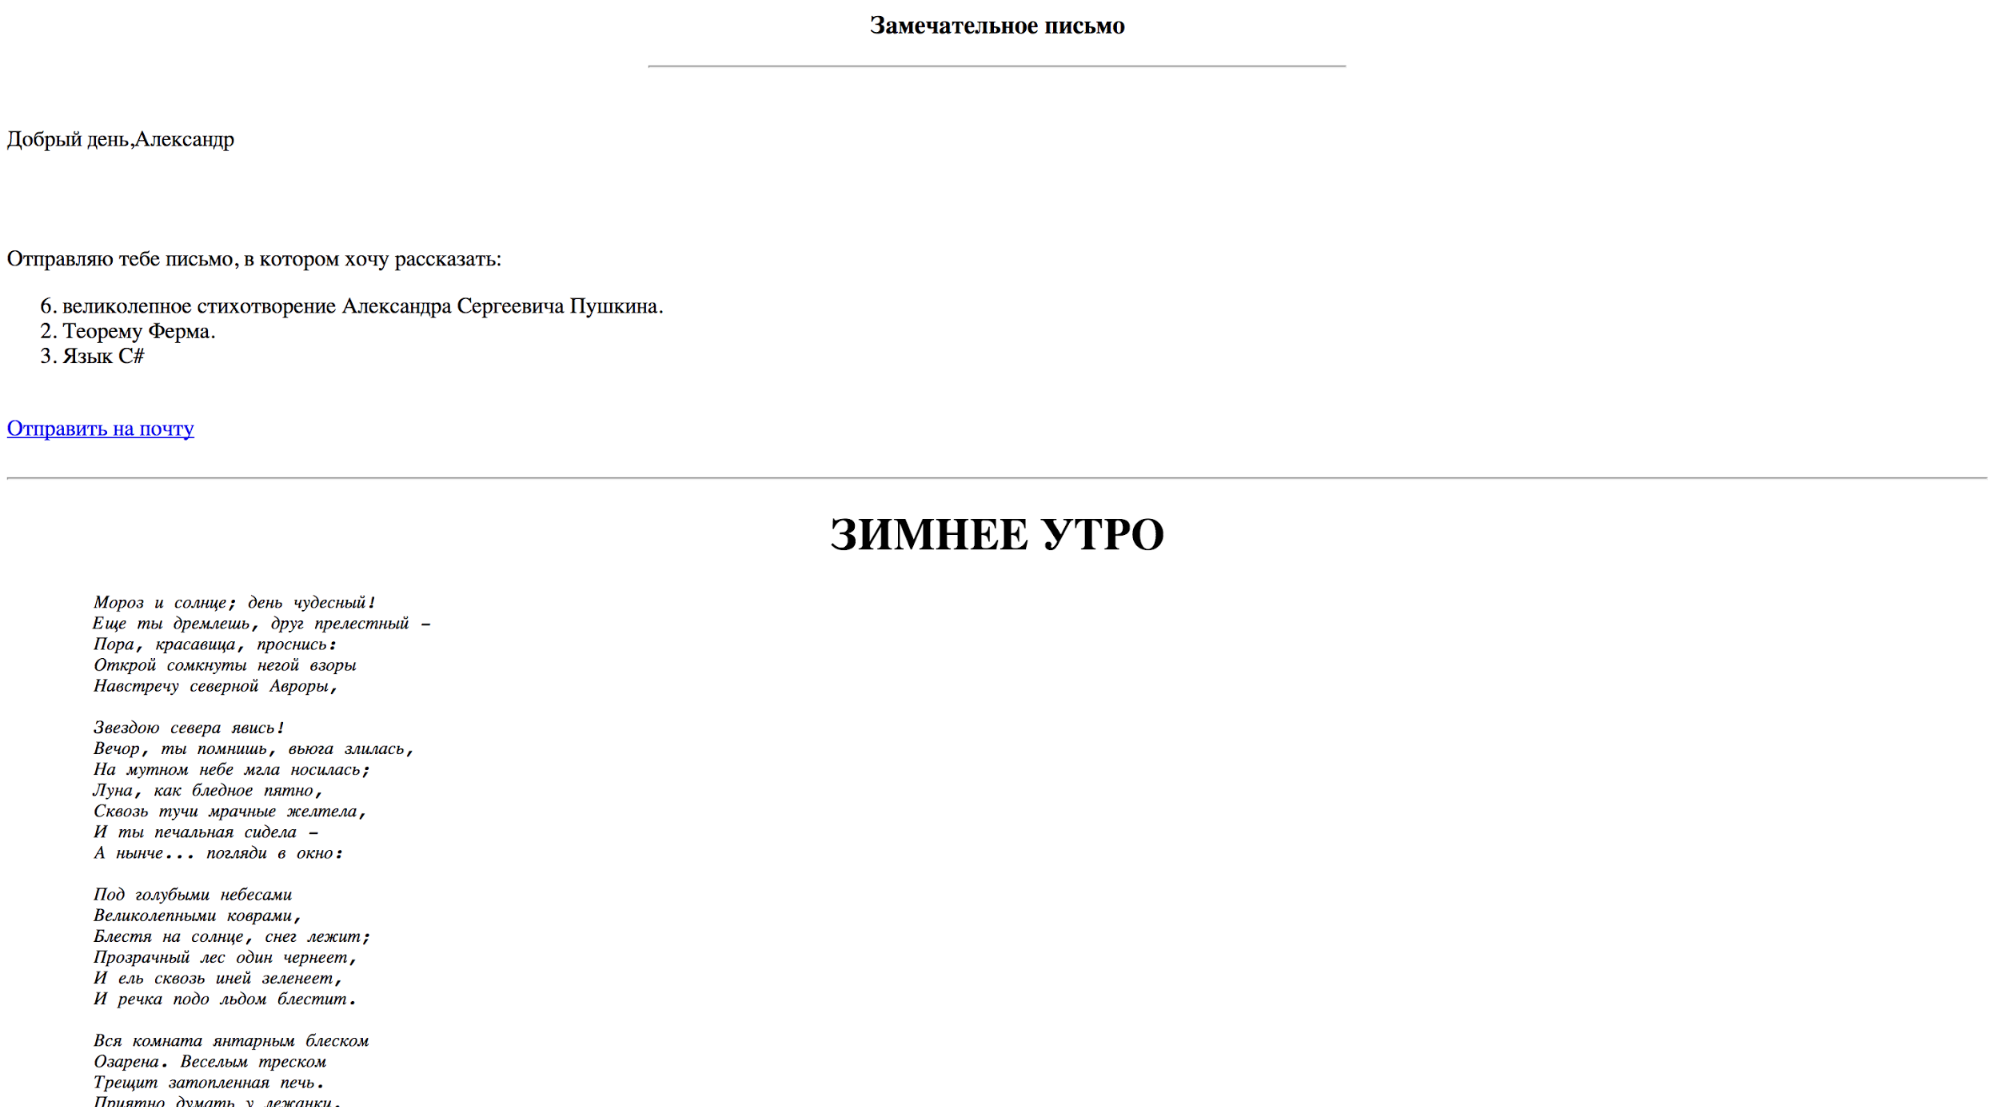 Замечательное письмо
Добрый день,Александр
Отправляю тебе письмо, в котором хочу рассказать:
6. великолепное стихотворение Александра Сергеевича Пушкина.
2. Теорему Ферма.
3. Язык C#
Отправить на почту
ЗИМНЕЕ УТРО
Мороз и солнце; день чудесный!
Еще ты дремлешь, друг прелестный –
Пора, красавица, проснись:
Открой сомкнуты негой взоры
Навстречу северной Авроры,
Звездою севера явись!
Вечор, ты помнишь, вьюга злилась,
На мутном небе мгла носилась;
Луна, как бледное пятно,
Сквозь тучи мрачные желтела,
И ты печальная сидела –
А нынче... погляди в окно:
Под голубыми небесами
Великолепными коврами,
Блестя на солнце, снег лежит;
Прозрачный лес один чернеет,
И ель сквозь иней зеленеет,
И речка подо льдом блестит.
Вся комната янтарным блеском
Озарена. Веселым треском
Трещит затопленная печь.
Приятно думать у лежанки.